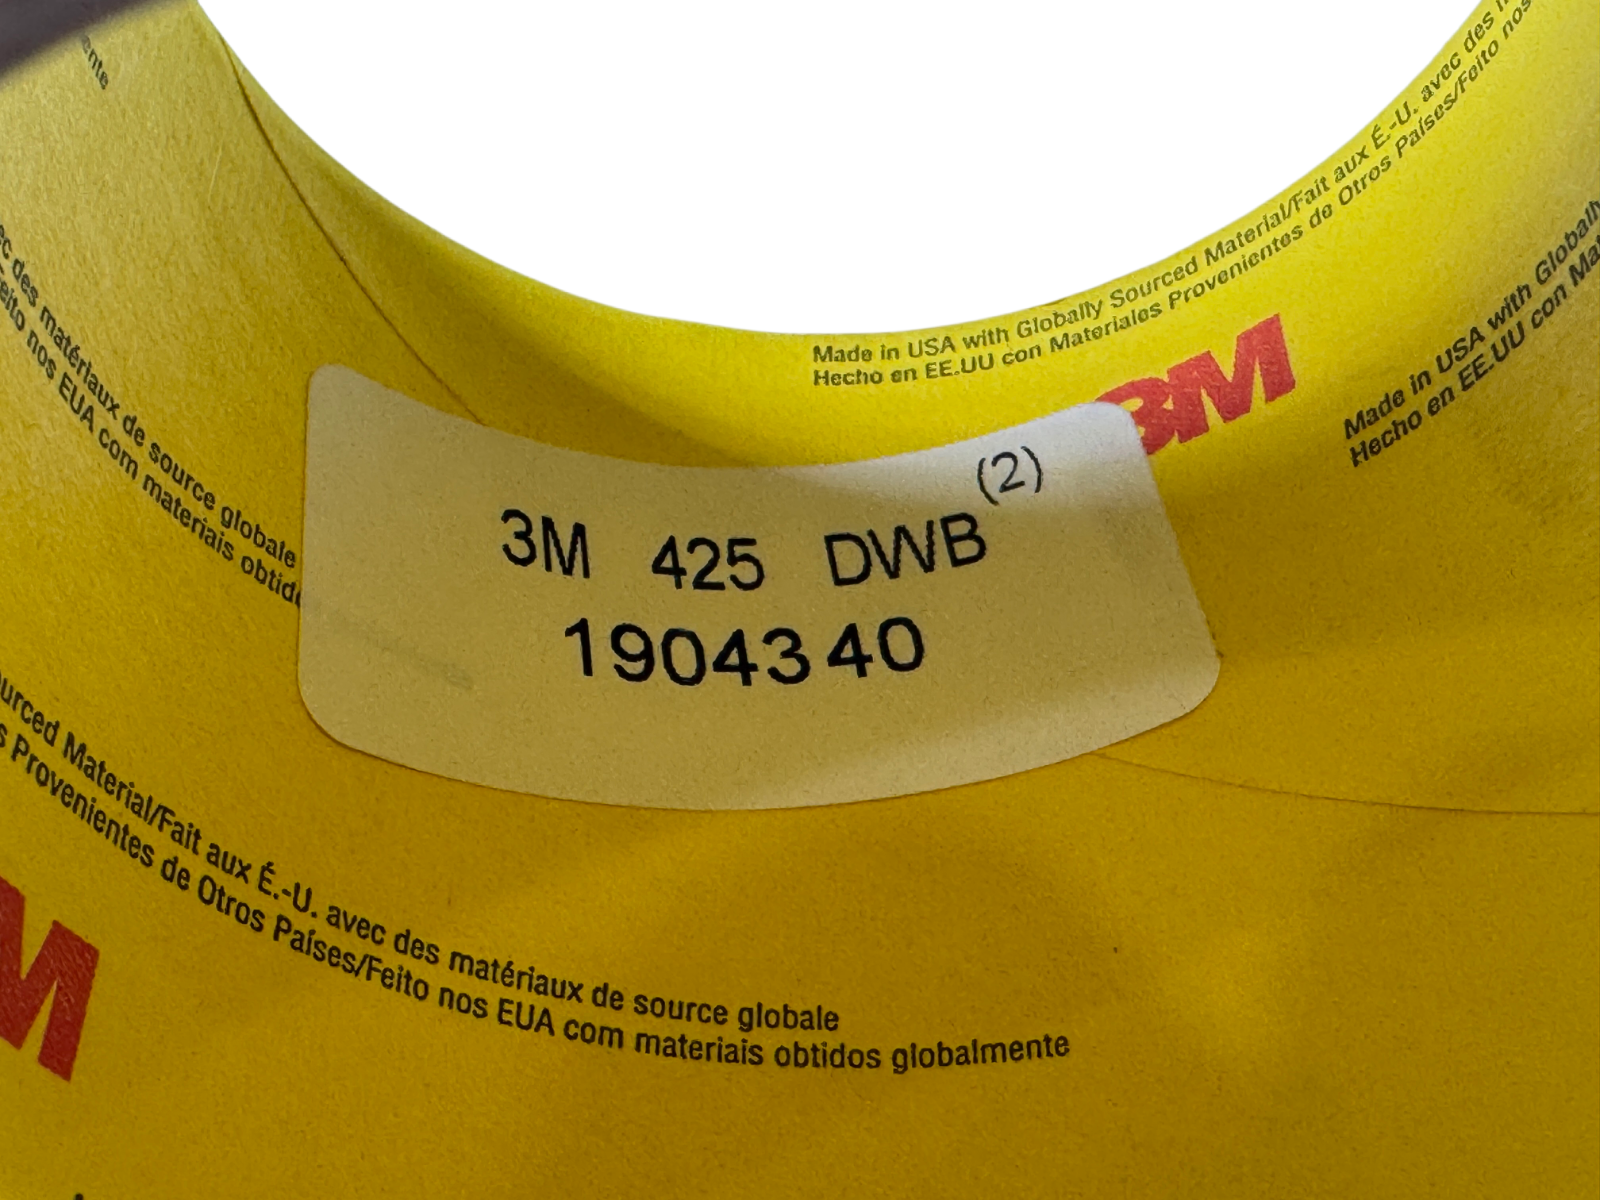 ente
Made in USA with Globally Sourced Material/Fait aux É.-U. avec des
Hecho en EE.UU con Materiales Provenientes de Otros Países/Feito nos
3M
Made in USA with Globally
Hecho en EE.UU con
des matériaux de source globale
nos EUA com materiais
(2)
3M 425 DWB
1904340
Material/Fait aux É.-U. avec des matériaux de source globale
Provenientes de Otros Países/Feito nos EUA com materiais obtidos globalmente
M